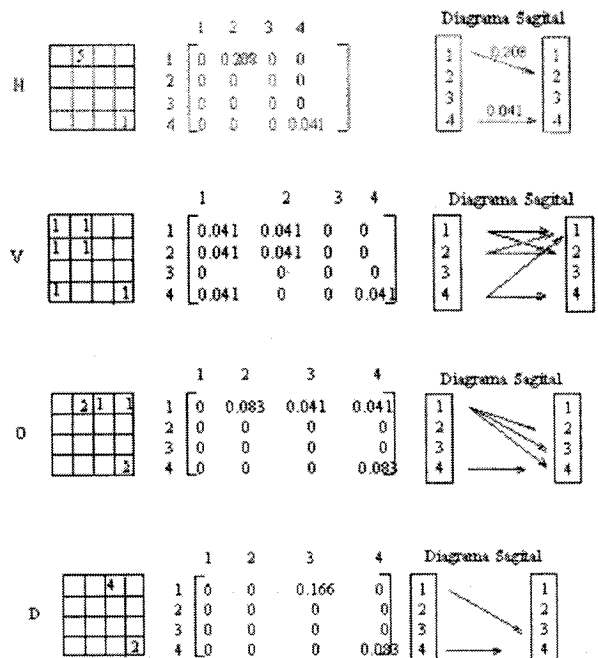 1 2 3 4 Diagrama Sagital
H
5
1
1 0 0.208 0 0
2 0 0 0 0
3 0 0 0 0
4 0 0 0 0.041
1 0.208 1
2 2
3 3
4 0.041 4
1 2 3 4 Diagrama Sagital
V
1 1
1 1
1 1
1 0.041 0.041 0 0
2 0.041 0.041 0 0
3 0 0 0 0
4 0.041 0 0 0.041
1 1
2 2
3 3
4 4
1 2 3 4 Diagrama Sagital
O
2 1 1
2
1 0 0.083 0.041 0.041
2 0 0 0 0
3 0 0 0 0
4 0 0 0 0.083
1 1
2 2
3 3
4 4
1 2 3 4 Diagrama Sagital
D
4
2
1 0 0 0.166 0
2 0 0 0 0
3 0 0 0 0
4 0 0 0 0.083
1 1
2 2
3 3
4 4